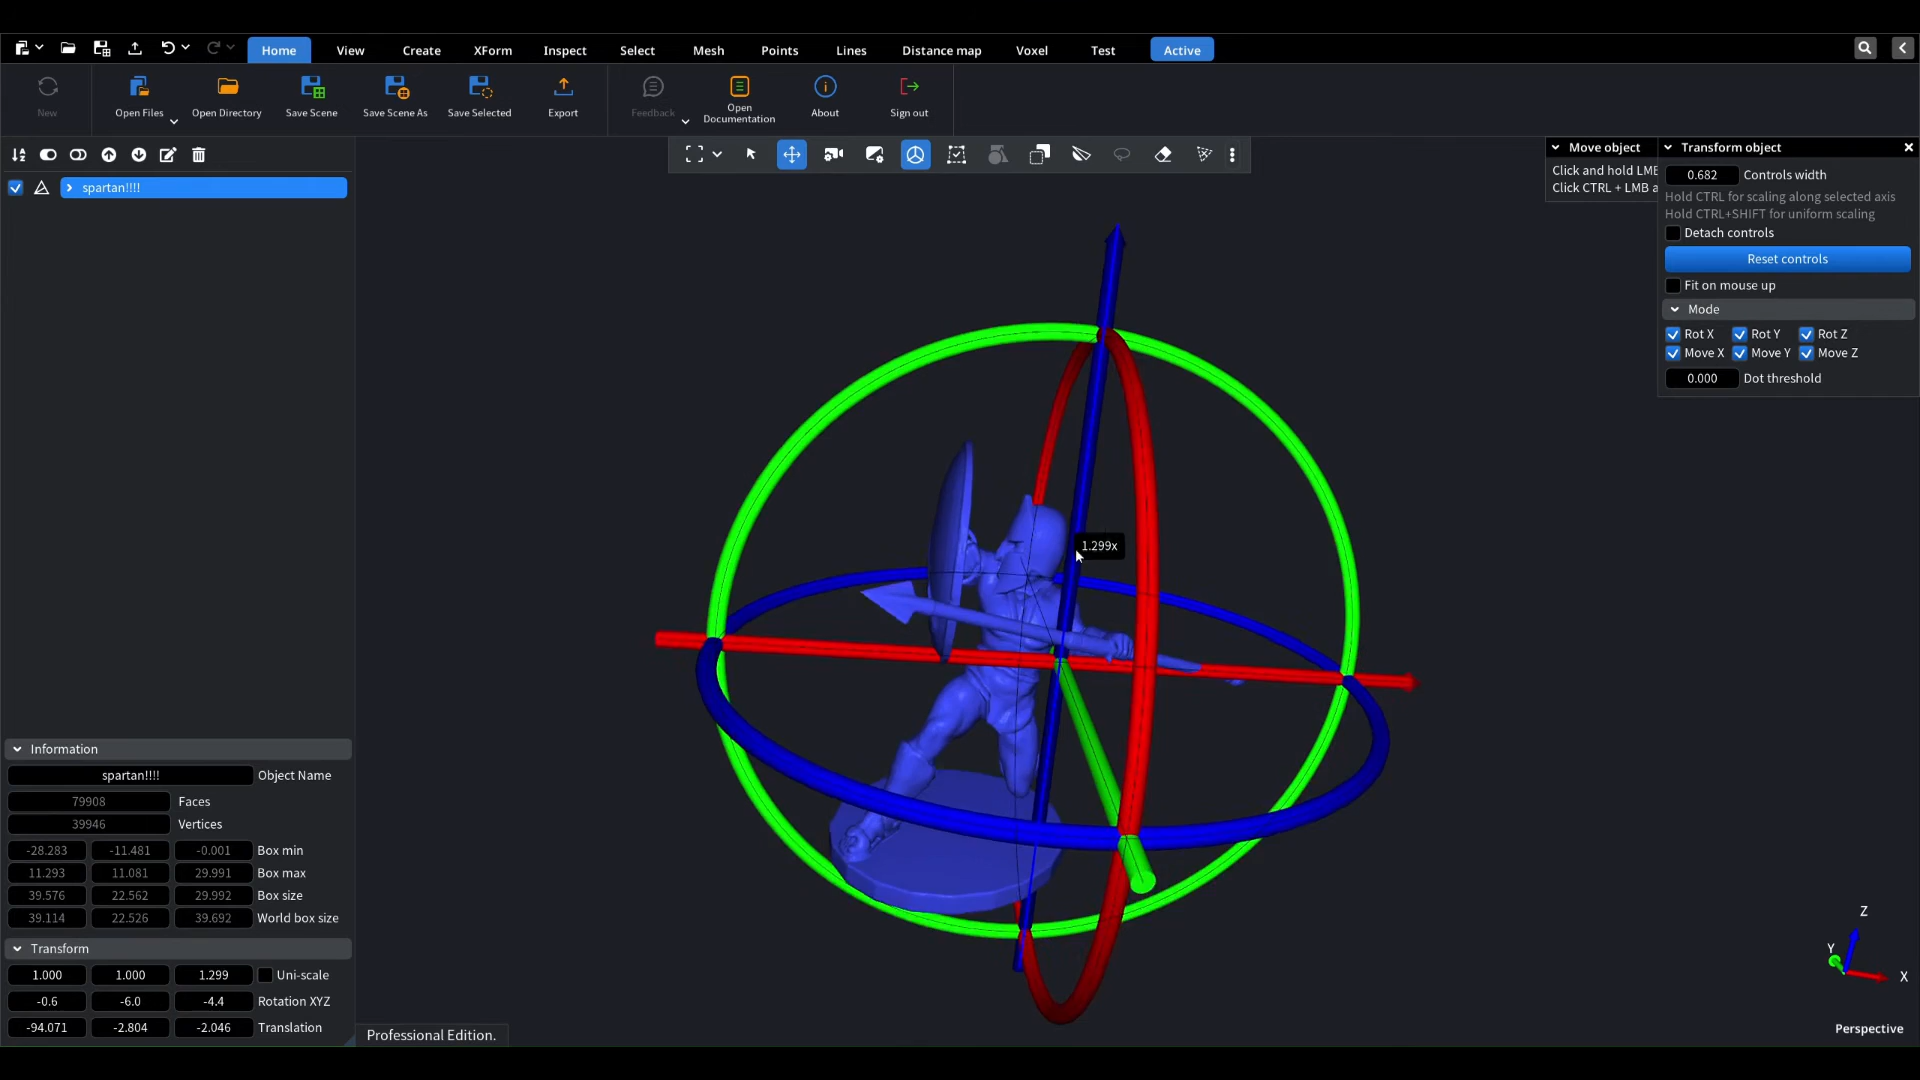 Home View Create XForm Inspect Select Mesh Points Lines Distance map Voxel Test Active
New Open Files Open Directory Save Scene Save Scene As Save Selected Export Feedback Open Documentation About Sign out
spartan!!!!
Move object
Click and hold LMB
Click CTRL + LMB a
Transform object
0.682 Controls width
Hold CTRL for scaling along selected axis
Hold CTRL+SHIFT for uniform scaling
Detach controls
Reset controls
Fit on mouse up
Mode
Rot X Rot Y Rot Z
Move X Move Y Move Z
0.000 Dot threshold
1.299x
Information
spartan!!!! Object Name
79908 Faces
39946 Vertices
-28.283 -11.481 -0.001 Box min
11.293 11.081 29.991 Box max
39.576 22.562 29.992 Box size
39.114 22.526 39.692 World box size
Transform
1.000 1.000 1.299 Uni-scale
-0.6 -6.0 -4.4 Rotation XYZ
-94.071 -2.804 -2.046 Translation
Professional Edition.
Z
Y
X
Perspective